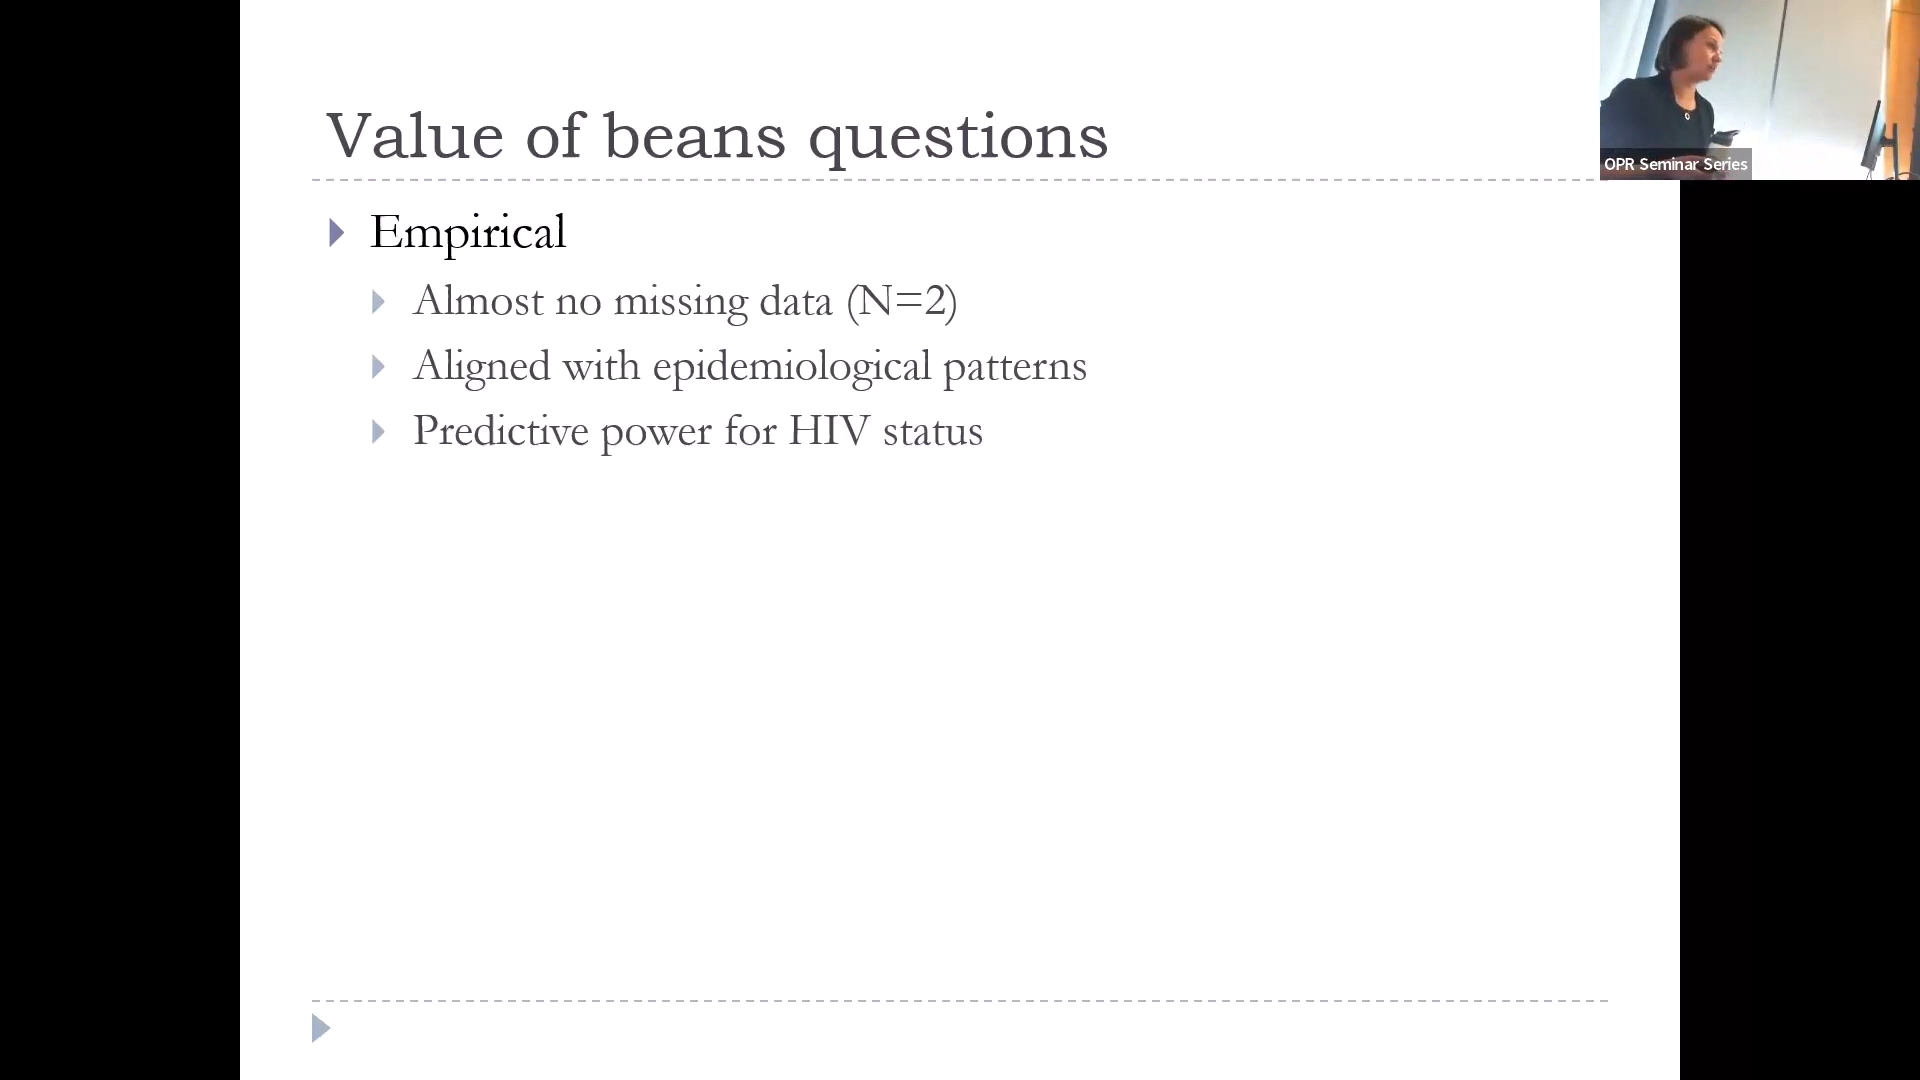 Value of beans questions
Empirical
Almost no missing data (N=2)
Aligned with epidemiological patterns
Predictive power for HIV status
OPR Seminar Series